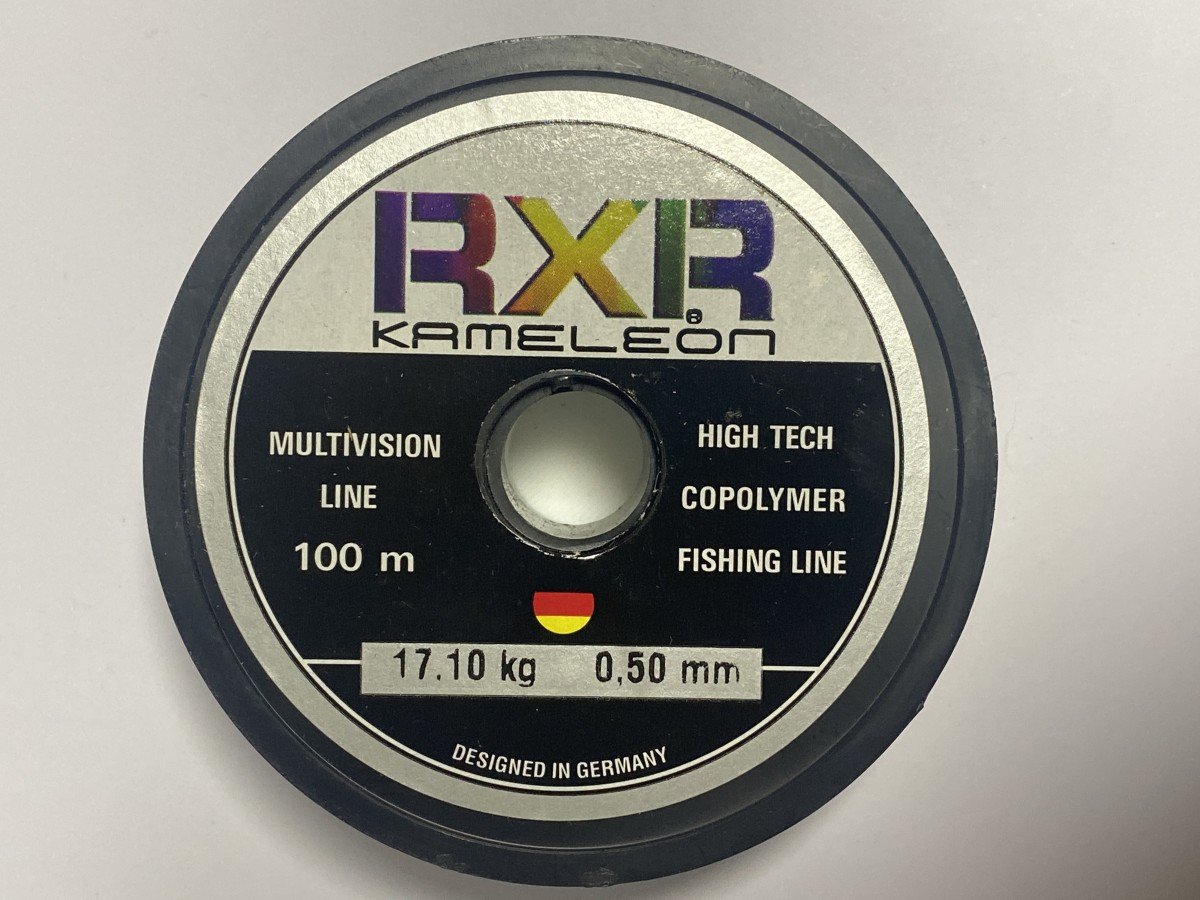 RXR
KAMELEON®
MULTIVISION
LINE
100 m
HIGH TECH
COPOLYMER
FISHING LINE
17.10 kg 0,50 mm
DESIGNED IN GERMANY